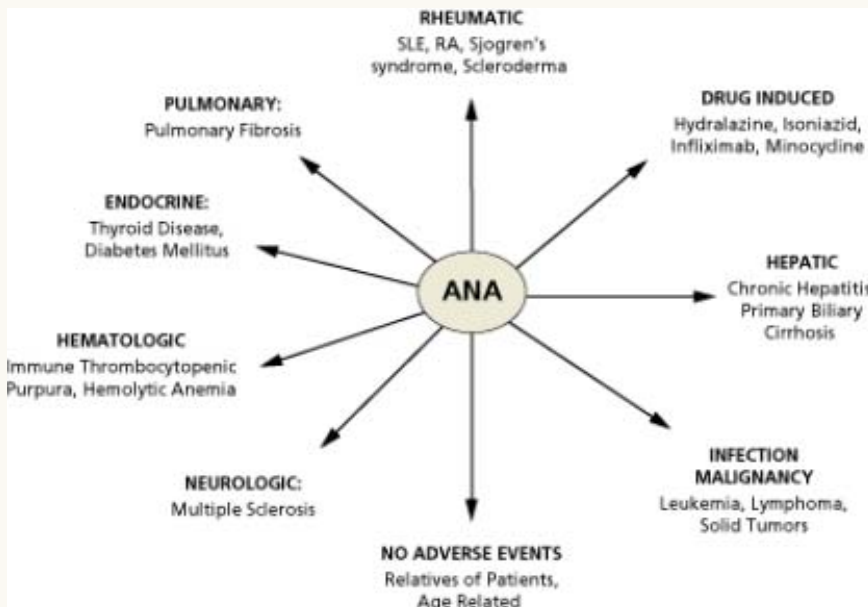 RHEUMATIC
SLE, RA, Sjogren's
syndrome, Scleroderma
DRUG INDUCED
Hydralazine, Isoniazid,
Infliximab, Minocycline
HEPATIC
Chronic Hepatitis
Primary Biliary
Cirrhosis
INFECTION
MALIGNANCY
Leukemia, Lymphoma,
Solid Tumors
NO ADVERSE EVENTS
Relatives of Patients,
Age Related
NEUROLOGIC:
Multiple Sclerosis
HEMATOLOGIC
Immune Thrombocytopenic
Purpura, Hemolytic Anemia
ENDOCRINE:
Thyroid Disease,
Diabetes Mellitus
PULMONARY:
Pulmonary Fibrosis
ANA